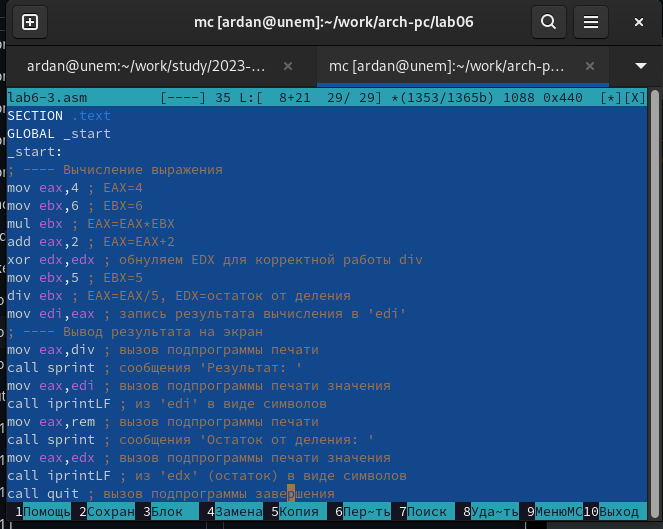 mc [ardan@unem]:~/work/arch-pc/lab06
ardan@unem:~/work/study/2023-...
mc [ardan@unem]:~/work/arch-p...
lab6-3.asm [----] 35 L:[ 8+21 29/ 29] *(1353/1365b) 1088 0x440 [*][X]
SECTION .text
GLOBAL _start
_start:
; ---- Вычисление выражения
mov eax,4 ; EAX=4
mov ebx,6 ; EBX=6
mul ebx ; EAX=EAX*EBX
add eax,2 ; EAX=EAX+2
xor edx,edx ; обнуляем EDX для корректной работы div
mov ebx,5 ; EBX=5
div ebx ; EAX=EAX/5, EDX=остаток от деления
mov edi,eax ; запись результата вычисления в 'edi'
; ---- Вывод результата на экран
mov eax,div ; вызов подпрограммы печати
call sprint ; сообщения 'Результат: '
mov eax,edi ; вызов подпрограммы печати значения
call iprintLF ; из 'edi' в виде символов
mov eax,rem ; вызов подпрограммы печати
call sprint ; сообщения 'Остаток от деления: '
mov eax,edx ; вызов подпрограммы печати значения
call iprintLF ; из 'edx' (остаток) в виде символов
call quit ; вызов подпрограммы завершения
1Помощь 2Сохран 3Блок 4Замена 5Копия 6Пер~ть 7Поиск 8Уда~ть 9МенюMC 10Выход